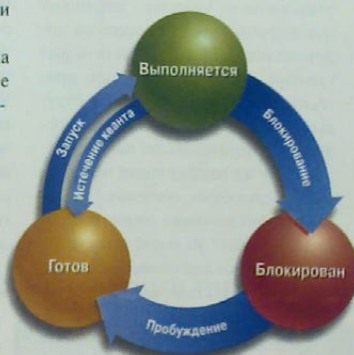 и
а
е
-
Выполняется
Запуск
Истечение кванта
Блокирование
Готов
Блокирован
Пробуждение